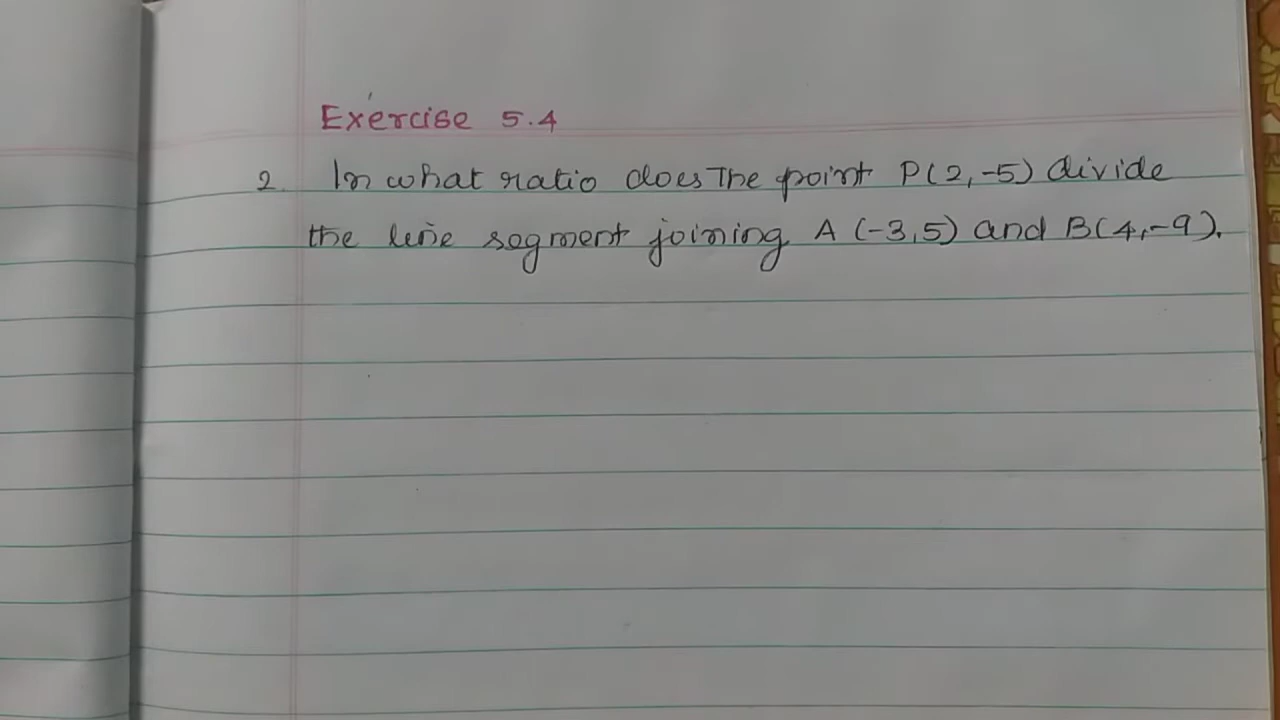 Exercise 5.4
2. In what ratio does The point P(2,-5) divide
the line segment joining A (-3,5) and B(4,-9).